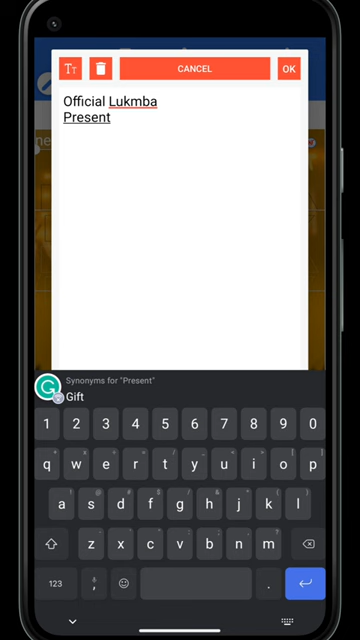 Tт
CANCEL
OK
Official Lukmba
Present
ne
Synonyms for "Present"
Gift
1 2 3 4 5 6 7 8 9 0
q w e r t y u i o p
a s d f g h j k l
z x c v b n m
123 , .